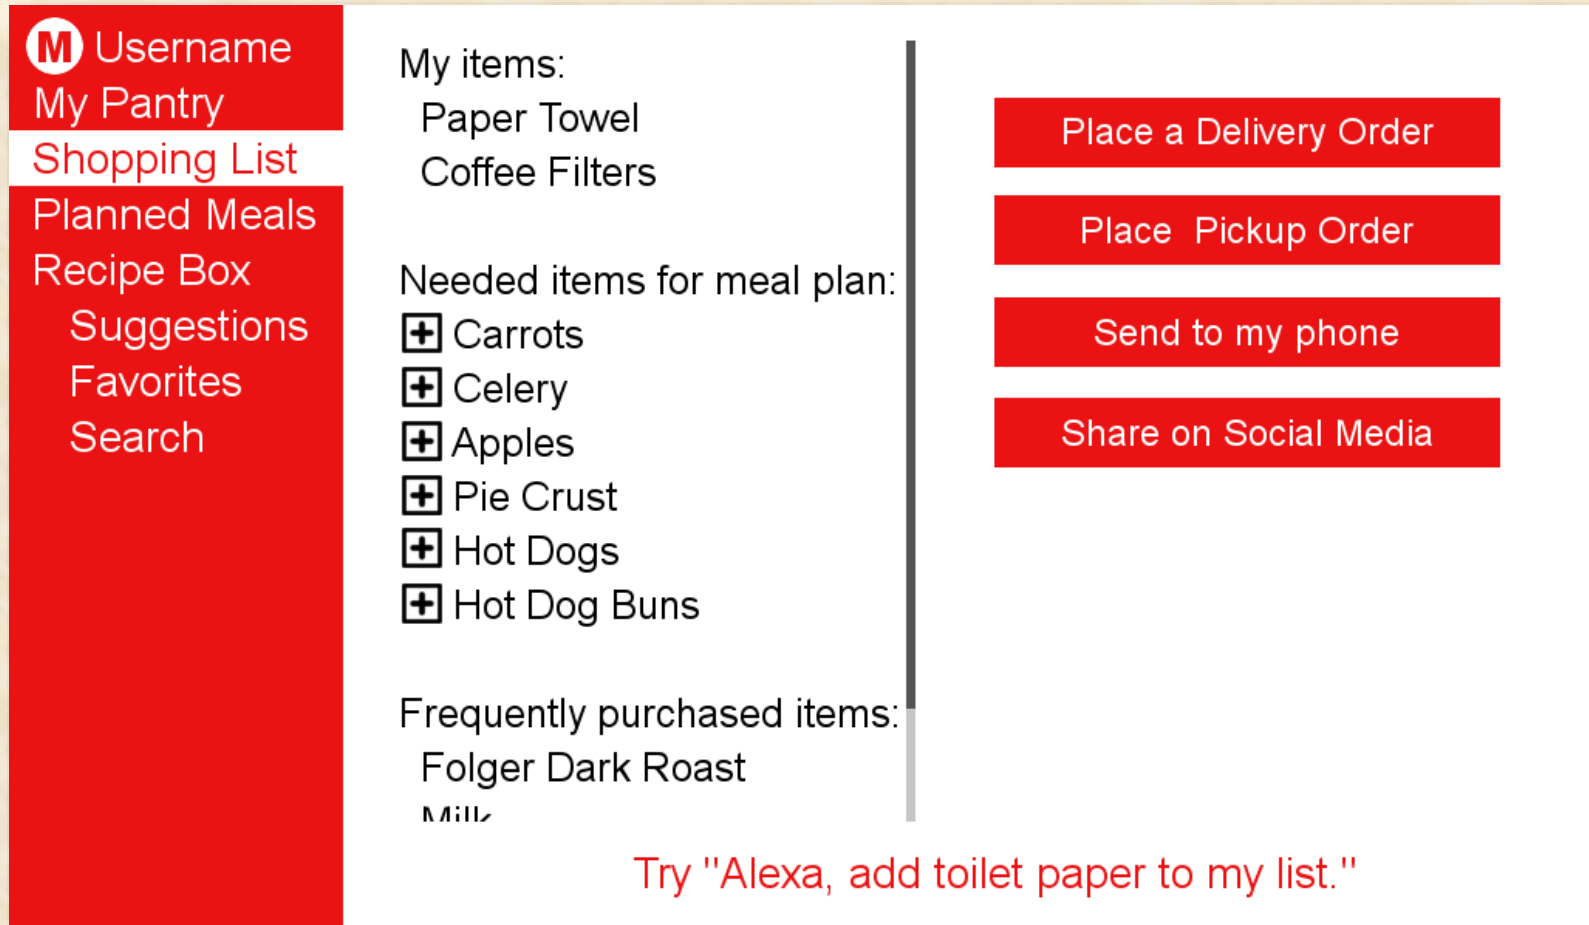 M Username
My Pantry
Shopping List
Planned Meals
Recipe Box
Suggestions
Favorites
Search
My items:
Paper Towel
Coffee Filters
Needed items for meal plan:
Carrots
Celery
Apples
Pie Crust
Hot Dogs
Hot Dog Buns
Frequently purchased items:
Folger Dark Roast
Milk
Place a Delivery Order
Place  Pickup Order
Send to my phone
Share on Social Media
Try "Alexa, add toilet paper to my list."